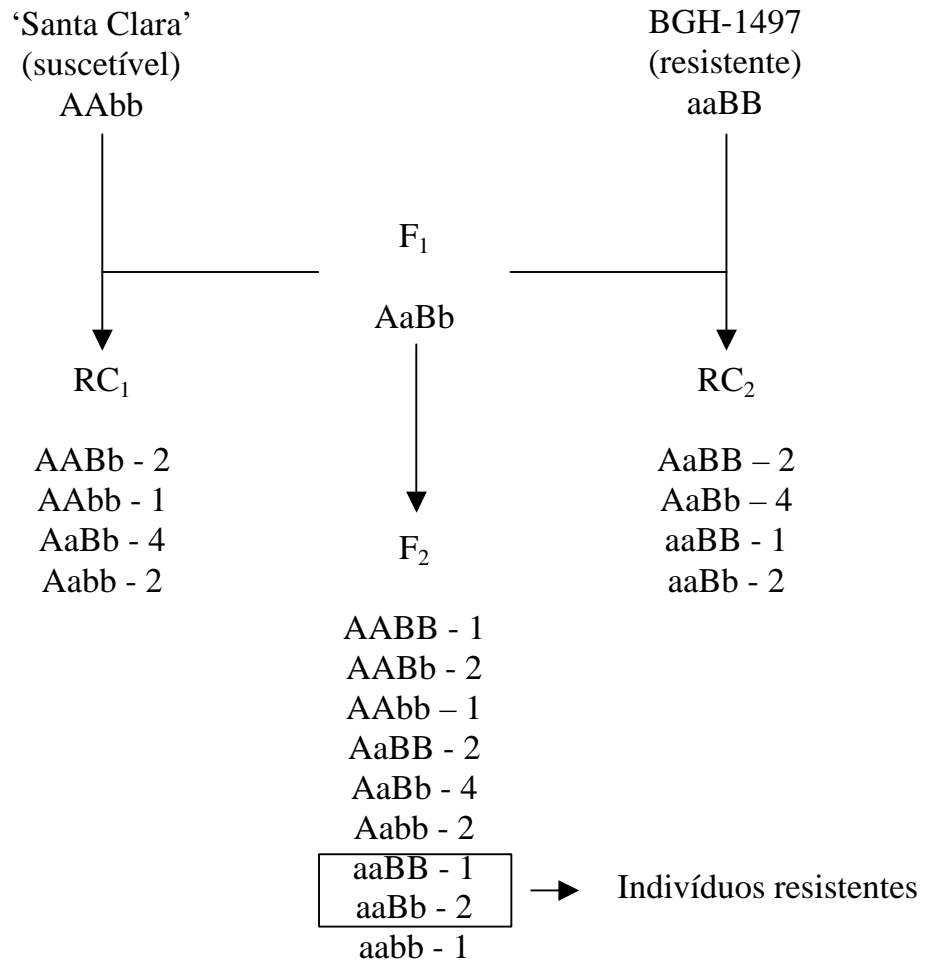 ‘Santa Clara’
(suscetível)
AAbb
BGH-1497
(resistente)
aaBB
F₁
AaBb
RC₁
AABb - 2
AAbb - 1
AaBb - 4
Aabb - 2
RC₂
AaBB – 2
AaBb – 4
aaBB - 1
aaBb - 2
F₂
AABB - 1
AABb - 2
AAbb – 1
AaBB - 2
AaBb - 4
Aabb - 2
aaBB - 1
aaBb - 2
aabb - 1
Indivíduos resistentes